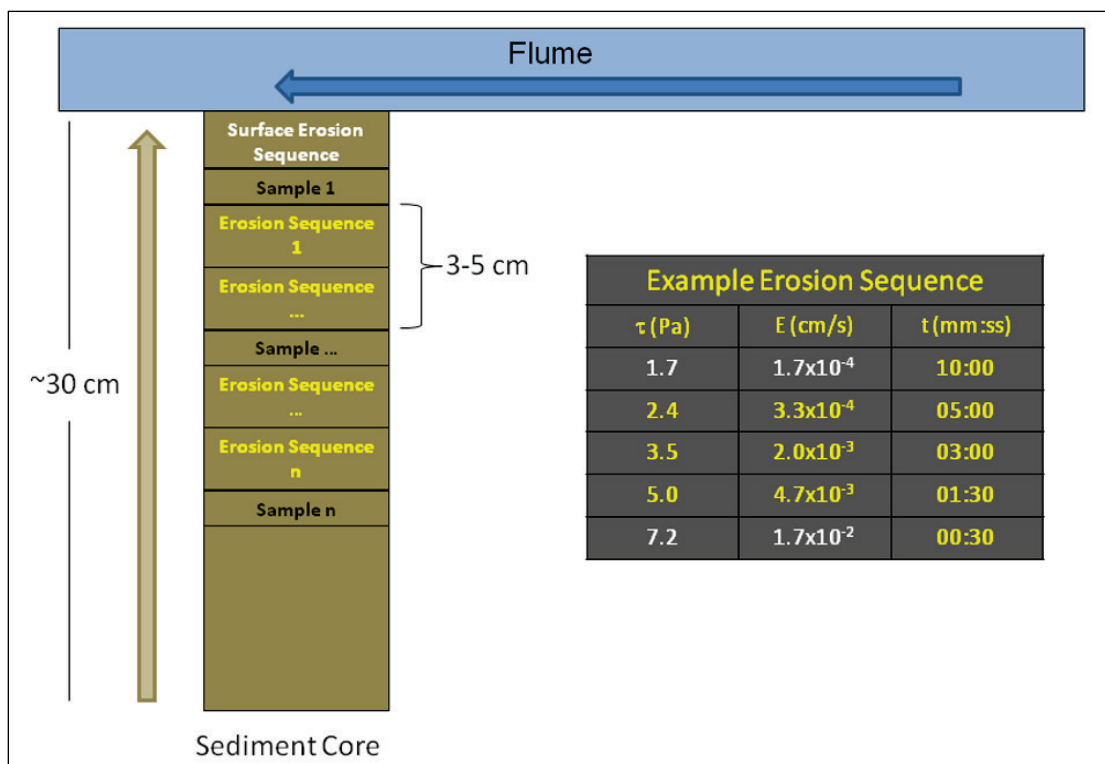 Flume
Surface Erosion
Sequence
Sample 1
Erosion Sequence
1
Erosion Sequence
...
Sample ...
Erosion Sequence
...
Erosion Sequence
n
Sample n
3-5 cm
~30 cm
Sediment Core
Example Erosion Sequence
τ (Pa) E (cm/s) t (mm:ss)
1.7 1.7x10⁻⁴ 10:00
2.4 3.3x10⁻⁴ 05:00
3.5 2.0x10⁻³ 03:00
5.0 4.7x10⁻³ 01:30
7.2 1.7x10⁻² 00:30